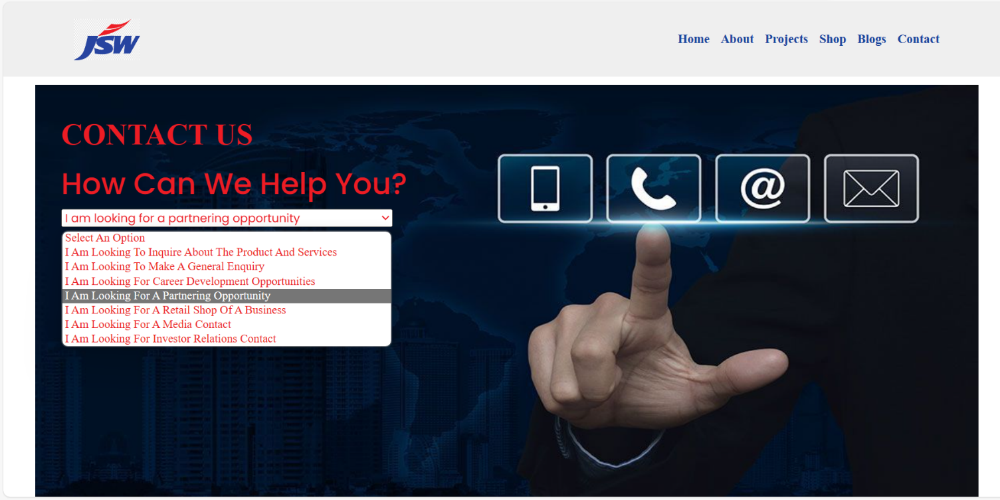 JSW
Home About Projects Shop Blogs Contact
CONTACT US
How Can We Help You?
I am looking for a partnering opportunity
Select An Option
I Am Looking To Inquire About The Product And Services
I Am Looking To Make A General Enquiry
I Am Looking For Career Development Opportunities
I Am Looking For A Partnering Opportunity
I Am Looking For A Retail Shop Of A Business
I Am Looking For A Media Contact
I Am Looking For Investor Relations Contact
@